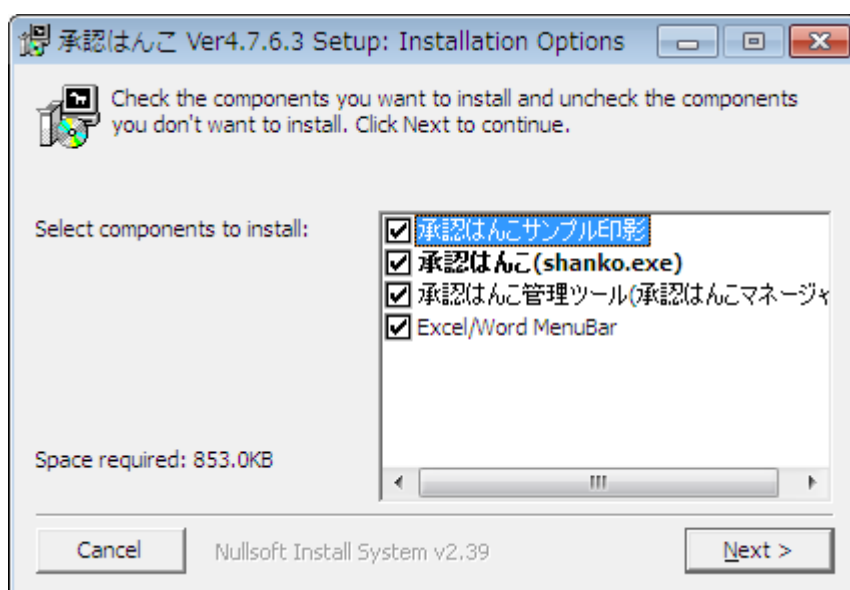 承認はんこ Ver4.7.6.3 Setup: Installation Options
Check the components you want to install and uncheck the components
you don't want to install. Click Next to continue.
Select components to install:
承認はんこサンプル印影
承認はんこ(shanko.exe)
承認はんこ管理ツール(承認はんこマネージャ
Excel/Word MenuBar
Space required: 853.0KB
Cancel
Nullsoft Install System v2.39
Next >